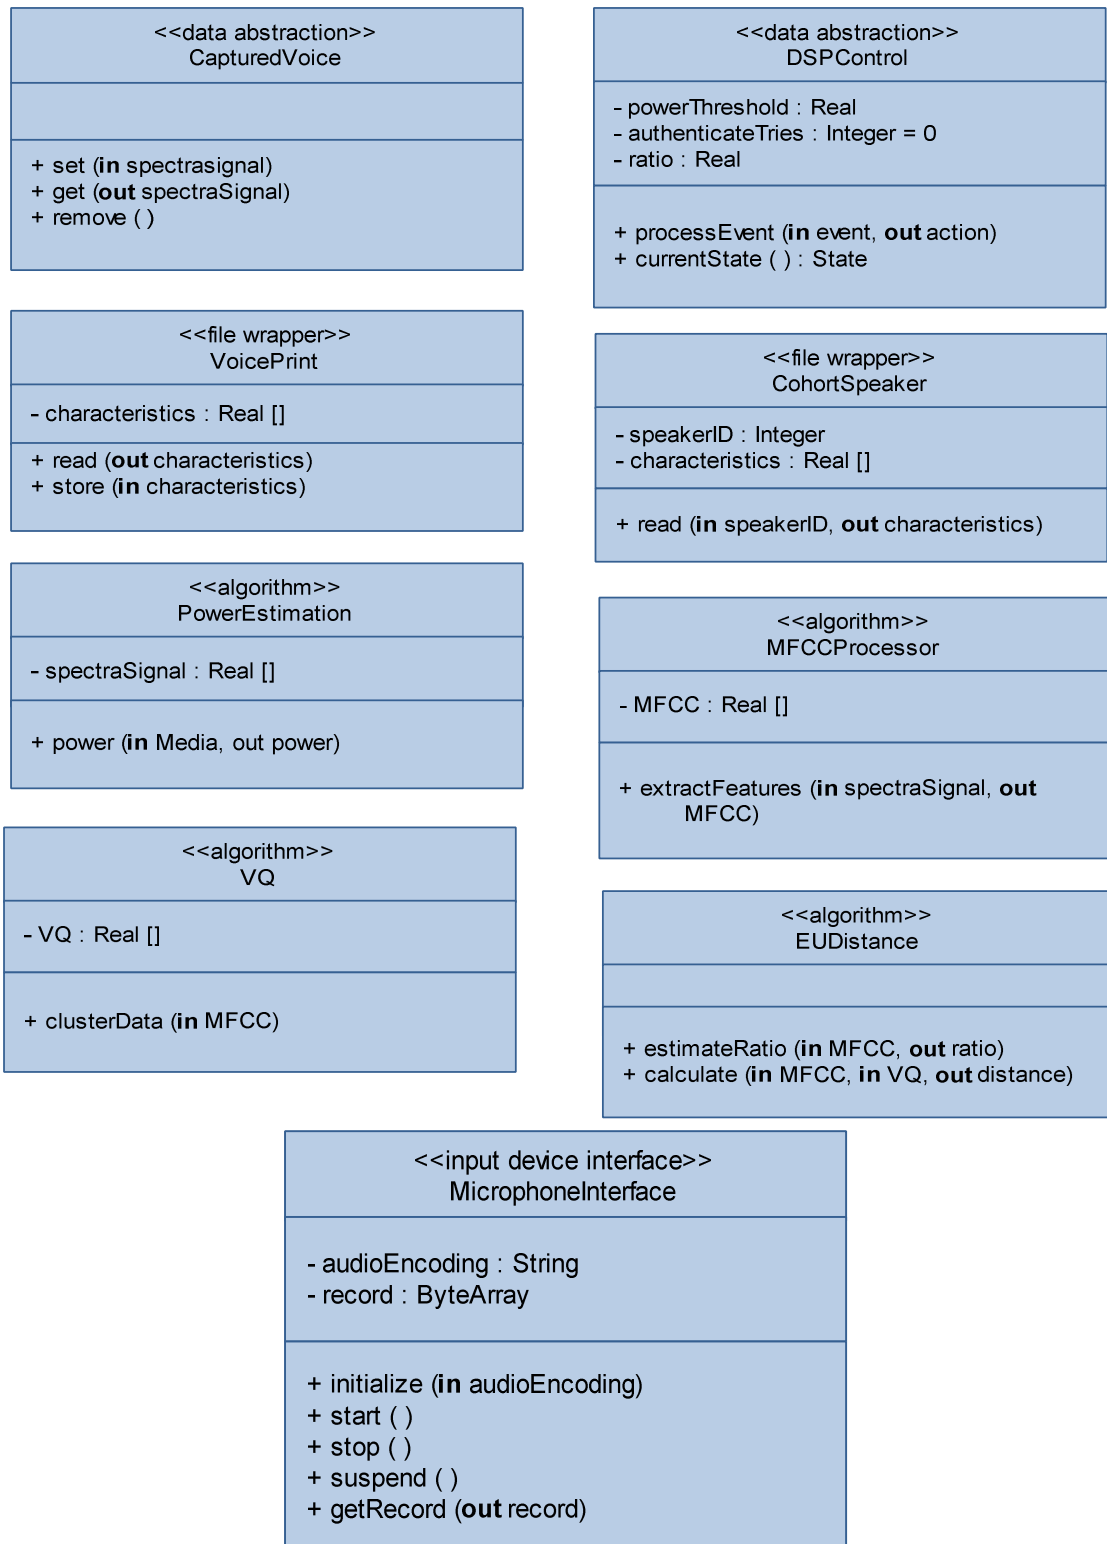 <<data abstraction>>
CapturedVoice
+ set (in spectrasignal)
+ get (out spectraSignal)
+ remove ( )
<<data abstraction>>
DSPControl
- powerThreshold : Real
- authenticateTries : Integer = 0
- ratio : Real
+ processEvent (in event, out action)
+ currentState ( ) : State
<<file wrapper>>
VoicePrint
- characteristics : Real []
+ read (out characteristics)
+ store (in characteristics)
<<file wrapper>>
CohortSpeaker
- speakerID : Integer
- characteristics : Real []
+ read (in speakerID, out characteristics)
<<algorithm>>
PowerEstimation
- spectraSignal : Real []
+ power (in Media, out power)
<<algorithm>>
MFCCProcessor
- MFCC : Real []
+ extractFeatures (in spectraSignal, out
MFCC)
<<algorithm>>
VQ
- VQ : Real []
+ clusterData (in MFCC)
<<algorithm>>
EUDistance
+ estimateRatio (in MFCC, out ratio)
+ calculate (in MFCC, in VQ, out distance)
<<input device interface>>
MicrophoneInterface
- audioEncoding : String
- record : ByteArray
+ initialize (in audioEncoding)
+ start ( )
+ stop ( )
+ suspend ( )
+ getRecord (out record)